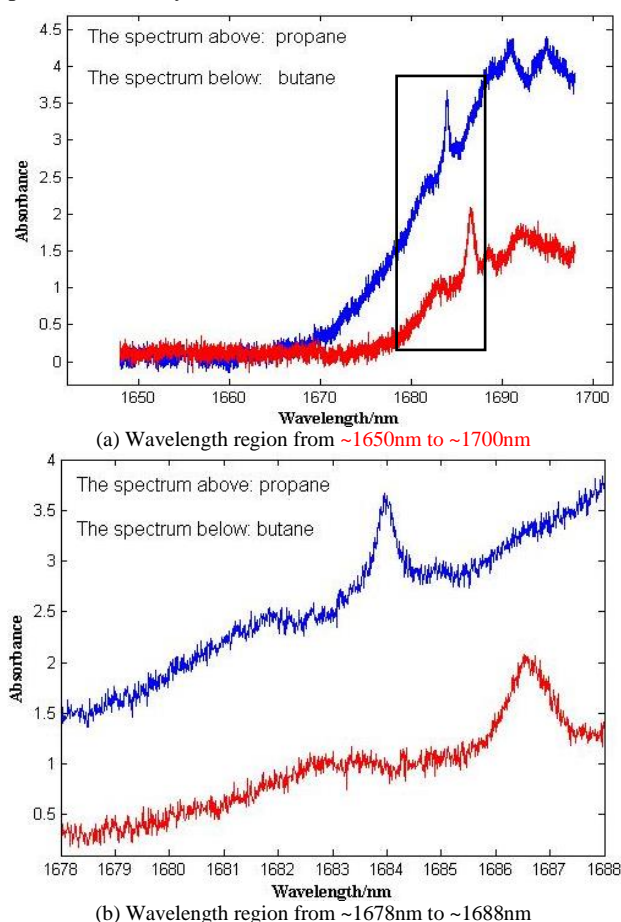 The spectrum above: propane
The spectrum below: butane
4.5
4
3.5
3
2.5
2
1.5
1
0.5
0
Absorbance
1650 1660 1670 1680 1690 1700
Wavelength/nm
(a) Wavelength region from ~1650nm to ~1700nm
The spectrum above: propane
The spectrum below: butane
4
3.5
3
2.5
2
1.5
1
0.5
Absorbance
1678 1679 1680 1681 1682 1683 1684 1685 1686 1687 1688
Wavelength/nm
(b) Wavelength region from ~1678nm to ~1688nm